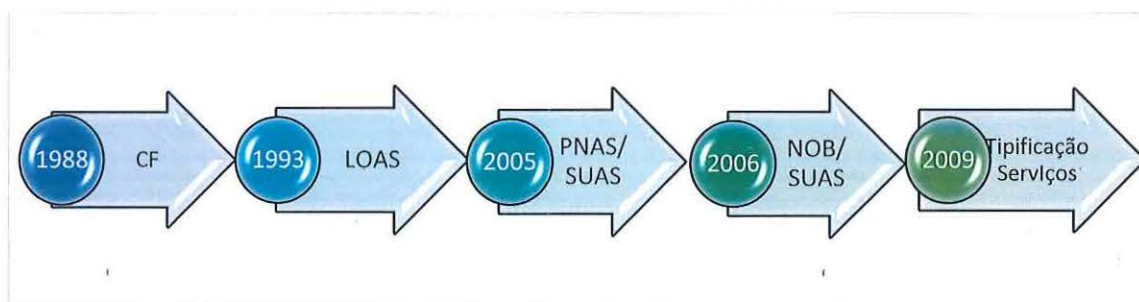 1988
CF
1993
LOAS
2005
PNAS/
SUAS
2006
NOB/
SUAS
2009
Tipificação
Serviços